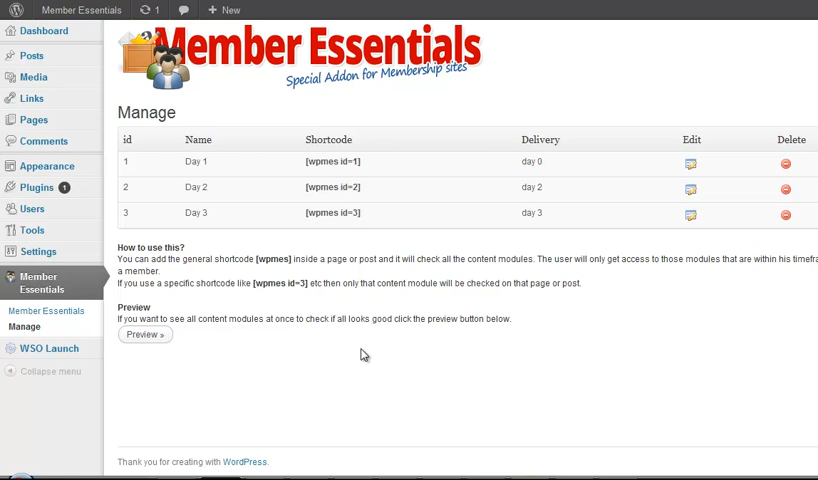 Member Essentials 1 + New
Dashboard
Posts
Media
Links
Pages
Comments
Appearance
Plugins 1
Users
Tools
Settings
Member
Essentials
Member Essentials
Manage
WSO Launch
Collapse menu
Member Essentials
Special Addon for Membership sites
Manage
id Name Shortcode Delivery Edit Delete
1 Day 1 [wpmes id=1] day 0
2 Day 2 [wpmes id=2] day 2
3 Day 3 [wpmes id=3] day 3
How to use this?
You can add the general shortcode [wpmes] inside a page or post and it will check all the content modules. The user will only get access to those modules that are within his timefra
a member.
If you use a specific shortcode like [wpmes id=3] etc then only that content module will be checked on that page or post.
Preview
If you want to see all content modules at once to check if all looks good click the preview button below.
Preview »
Thank you for creating with WordPress.